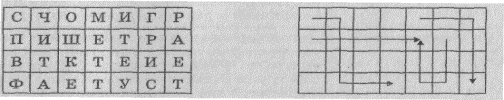 С Ч О М И Г Р
П И Ш Е Т Р А
В Т К Т Е И Е
Ф А Е Т У С Т